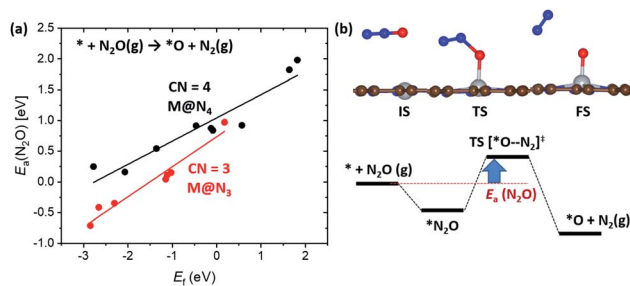 (a)
* + N₂O(g) → *O + N₂(g)
CN = 4
M@N₄
CN = 3
M@N₃
Eₐ(N₂O) [eV]
2.5
2.0
1.5
1.0
0.5
0.0
-0.5
-1.0
-3
-2
-1
0
1
2
E_f (eV)
(b)
IS
TS
FS
TS [*O--N₂]‡
* + N₂O (g)
Eₐ (N₂O)
*N₂O
*O + N₂(g)